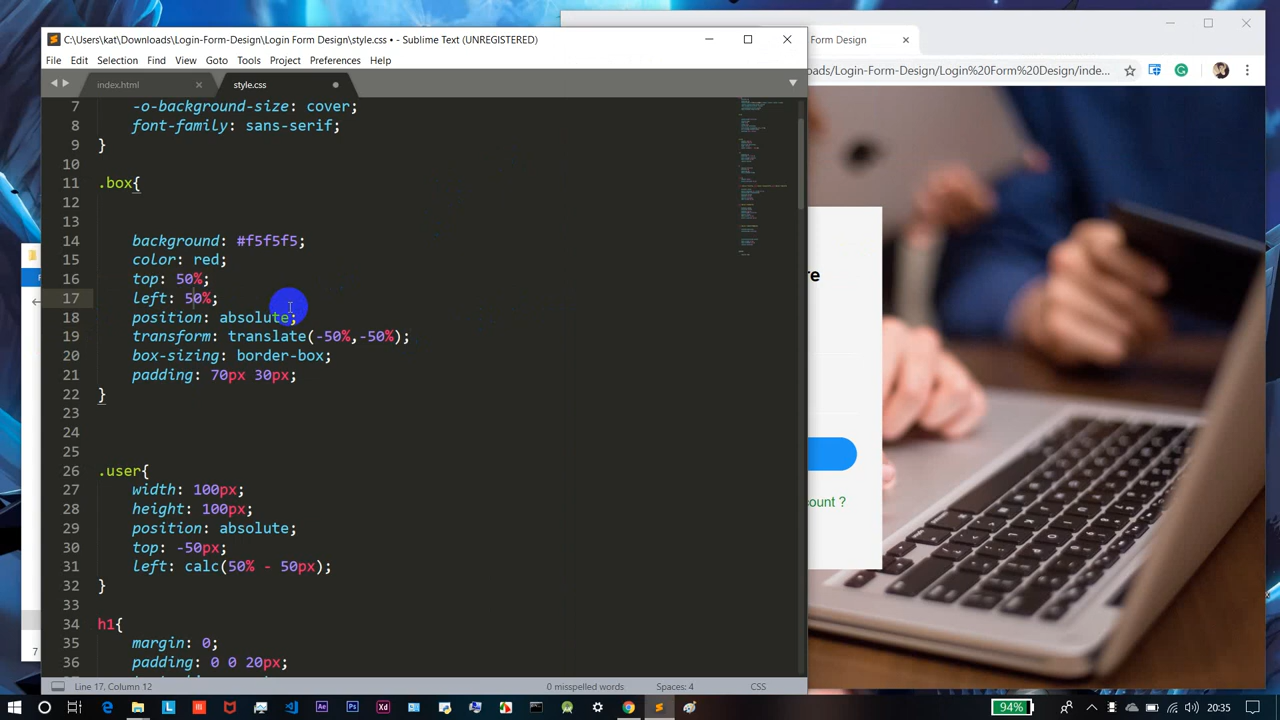 C:\Users\kat\Downloads\Login-Form-Design\Login Form Design\style.css • - Sublime Text (UNREGISTERED)
File Edit Selection Find View Goto Tools Project Preferences Help
index.html
style.css
7 -o-background-size: cover;
8 font-family: sans-serif;
9 }
10
11 .box{
12
13
14 background: #f5f5f5;
15 color: red;
16 top: 50%;
17 left: 50%;
18 position: absolute;
19 transform: translate(-50%,-50%);
20 box-sizing: border-box;
21 padding: 70px 30px;
22 }
23
24
25
26 .user{
27 width: 100px;
28 height: 100px;
29 position: absolute;
30 top: -50px;
31 left: calc(50% - 50px);
32 }
33
34 h1{
35 margin: 0;
36 padding: 0 0 20px;
Line 17, Column 12
0 misspelled words
Spaces: 4
CSS
Form Design
ads/Login-Form-Design/Login%20Form%20Design/inde...
re
count ?
7
94%
20:35